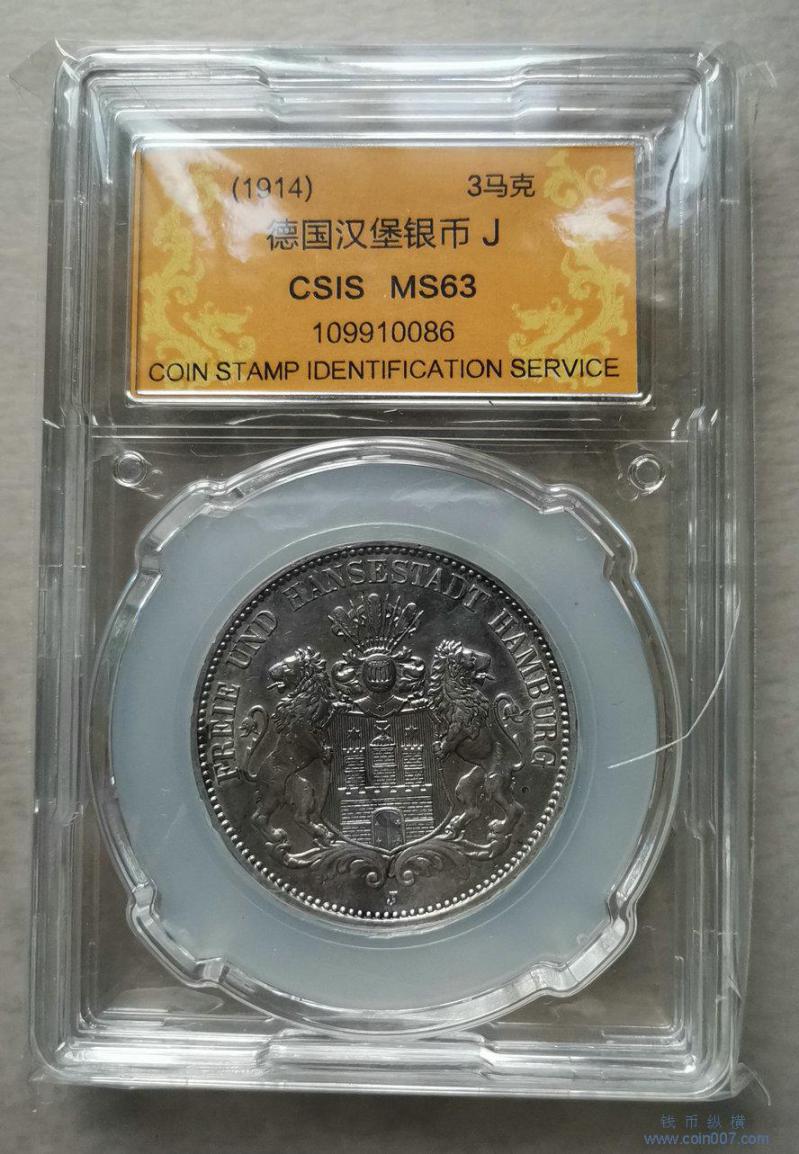 (1914) 3马克
德国汉堡银币 J
CSIS MS63
109910086
COIN STAMP IDENTIFICATION SERVICE
FREIE UND HANSESTADT HAMBURG
J
钱币纵横
www.coin007.com